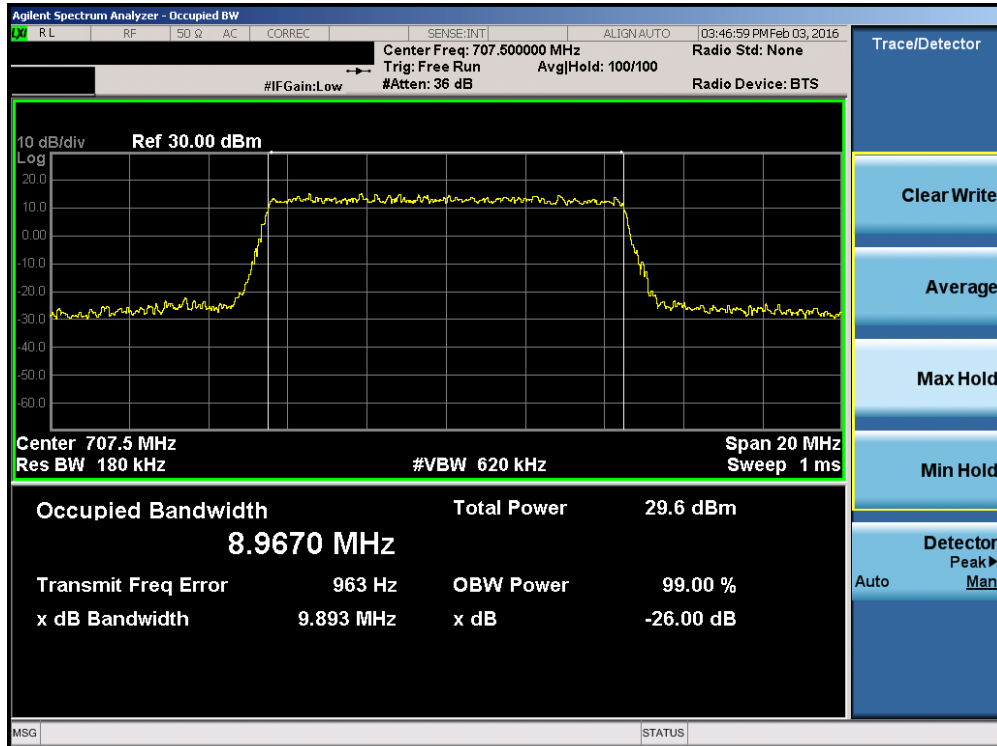 Agilent Spectrum Analyzer - Occupied BW
LXI RL RF 50 Ω AC CORREC SENSE:INT ALIGN AUTO 03:46:59 PM Feb 03, 2016
Center Freq: 707.500000 MHz Radio Std: None
Trig: Free Run Avg|Hold: 100/100
#IFGain:Low #Atten: 36 dB Radio Device: BTS
10 dB/div Ref 30.00 dBm
Log
20.0
10.0
0.00
-10.0
-20.0
-30.0
-40.0
-50.0
-60.0
Center 707.5 MHz Span 20 MHz
Res BW 180 kHz #VBW 620 kHz Sweep 1 ms
Occupied Bandwidth Total Power 29.6 dBm
8.9670 MHz
Transmit Freq Error 963 Hz OBW Power 99.00 %
x dB Bandwidth 9.893 MHz x dB -26.00 dB
MSG STATUS
Trace/Detector
Clear Write
Average
Max Hold
Min Hold
Detector
Peak▶
Auto Man